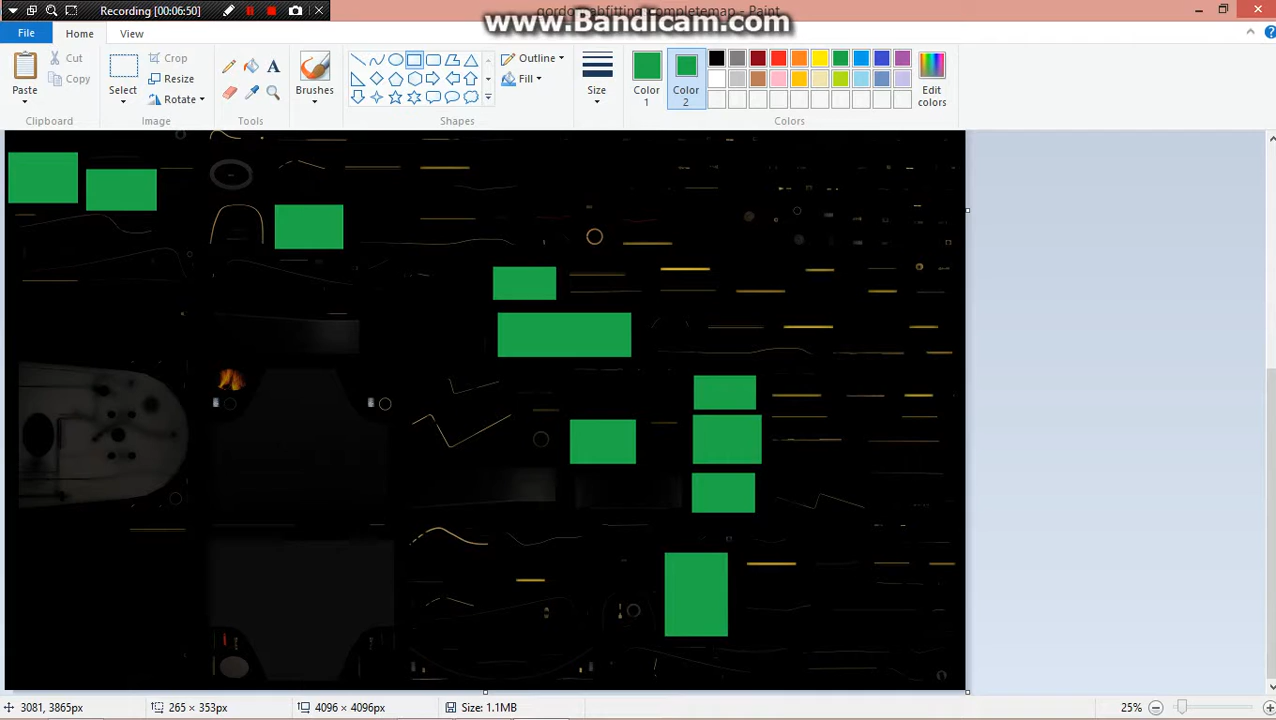 Recording [00:06:50]
www.Bandicam.com
File
Home
View
Paste
Cut
Copy
Clipboard
Select
Crop
Resize
Rotate
Image
Tools
Brushes
Outline
Fill
Shapes
Size
Color 1
Color 2
Edit colors
Colors
3081, 3865px
265 × 353px
4096 × 4096px
Size: 1.1MB
25%